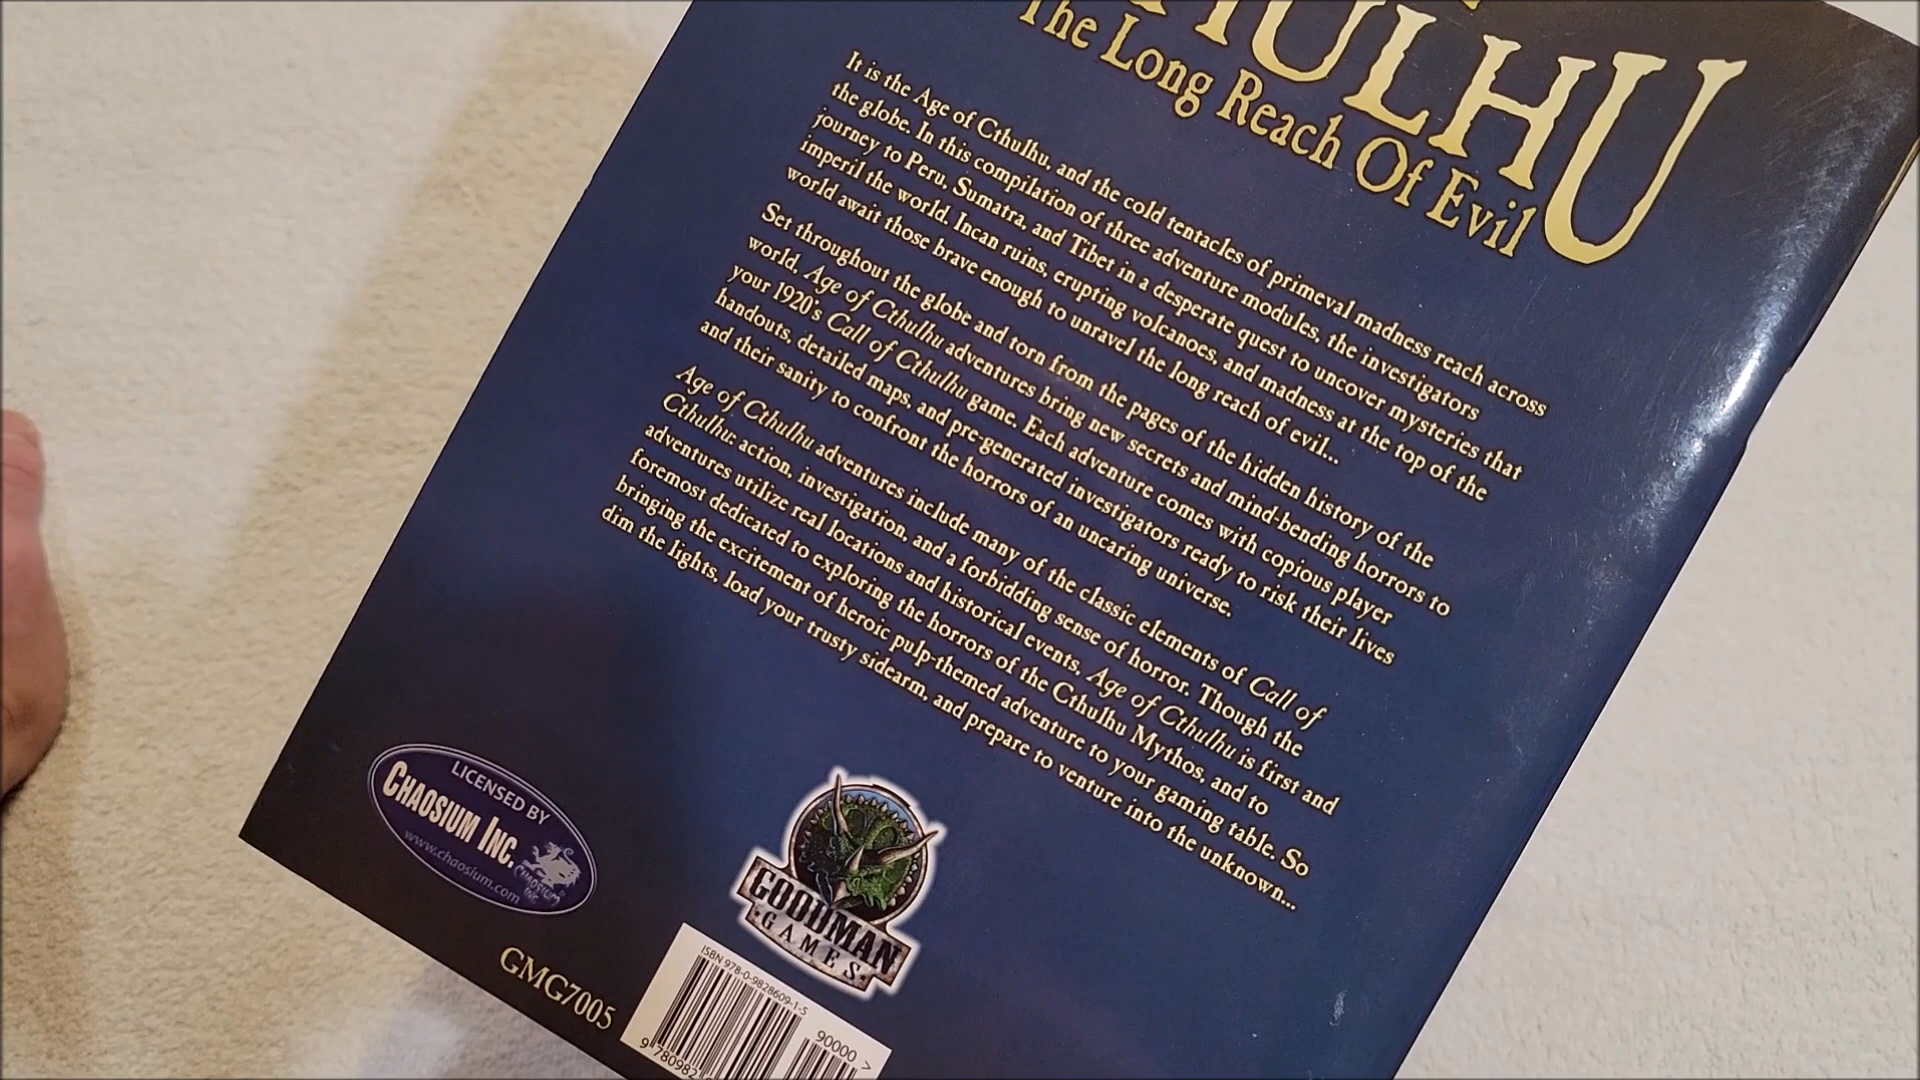 THULHU
The Long Reach Of Evil
It is the Age of Cthulhu, and the cold tentacles of primeval madness reach across
the globe. In this compilation of three adventure modules, the investigators
journey to Peru, Sumatra, and Tibet in a desperate quest to uncover mysteries that
imperil the world. Incan ruins, erupting volcanoes, and madness at the top of the
world await those brave enough to unravel the long reach of evil...
Set throughout the globe and torn from the pages of the hidden history of the
world, Age of Cthulhu adventures bring new secrets and mind-bending horrors to
your 1920's Call of Cthulhu game. Each adventure comes with copious player
handouts, detailed maps, and pre-generated investigators ready to risk their lives
and their sanity to confront the horrors of an uncaring universe.
Age of Cthulhu adventures include many of the classic elements of Call of
Cthulhu: action, investigation, and a forbidding sense of horror. Though the
adventures utilize real locations and historical events, Age of Cthulhu is first and
foremost dedicated to exploring the horrors of the Cthulhu Mythos, and to
bringing the excitement of heroic pulp-themed adventure to your gaming table. So
dim the lights, load your trusty sidearm, and prepare to venture into the unknown...
LICENSED BY
CHAOSIUM INC.
www.chaosium.com
CHAOSIUM
INC
GOODMAN
GAMES
GMG7005
ISBN 978-0-9828609-1-5
90000 >
9 780982